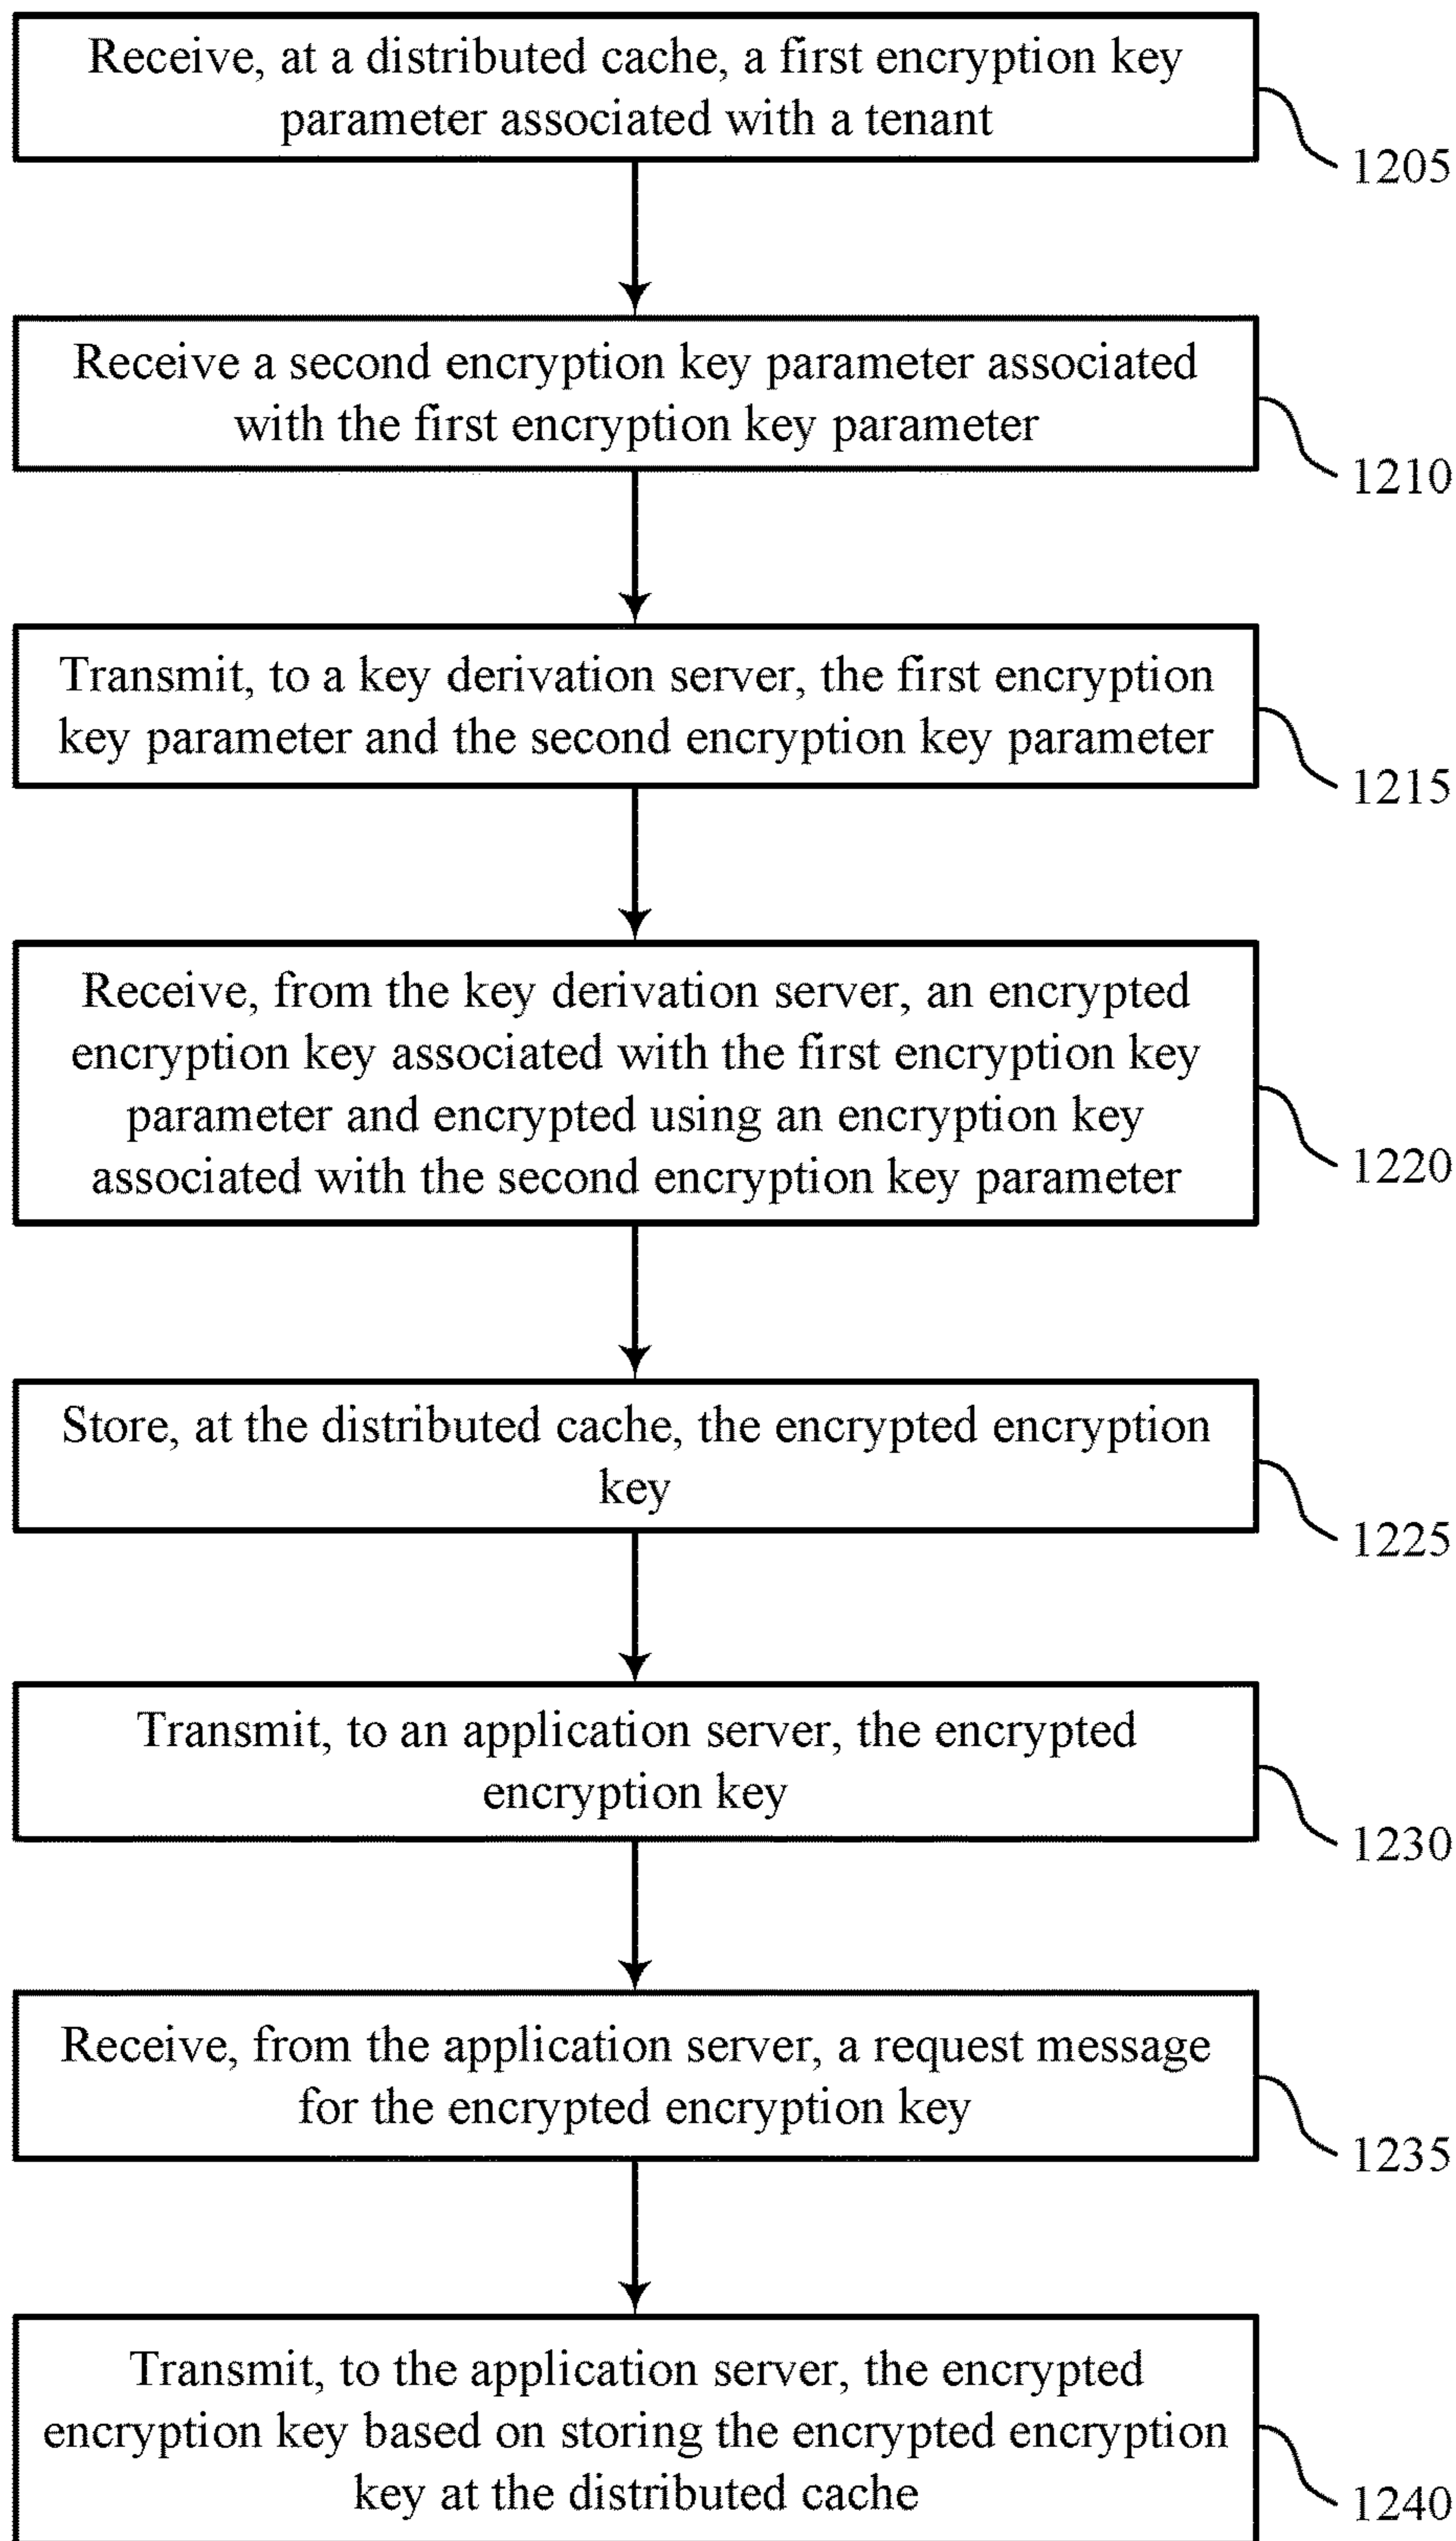 Receive, at a distributed cache, a first encryption key
parameter associated with a tenant
1205
Receive a second encryption key parameter associated
with the first encryption key parameter
1210
Transmit, to a key derivation server, the first encryption
key parameter and the second encryption key parameter
1215
Receive, from the key derivation server, an encrypted
encryption key associated with the first encryption key
parameter and encrypted using an encryption key
associated with the second encryption key parameter
1220
Store, at the distributed cache, the encrypted encryption
key
1225
Transmit, to an application server, the encrypted
encryption key
1230
Receive, from the application server, a request message
for the encrypted encryption key
1235
Transmit, to the application server, the encrypted
encryption key based on storing the encrypted encryption
key at the distributed cache
1240